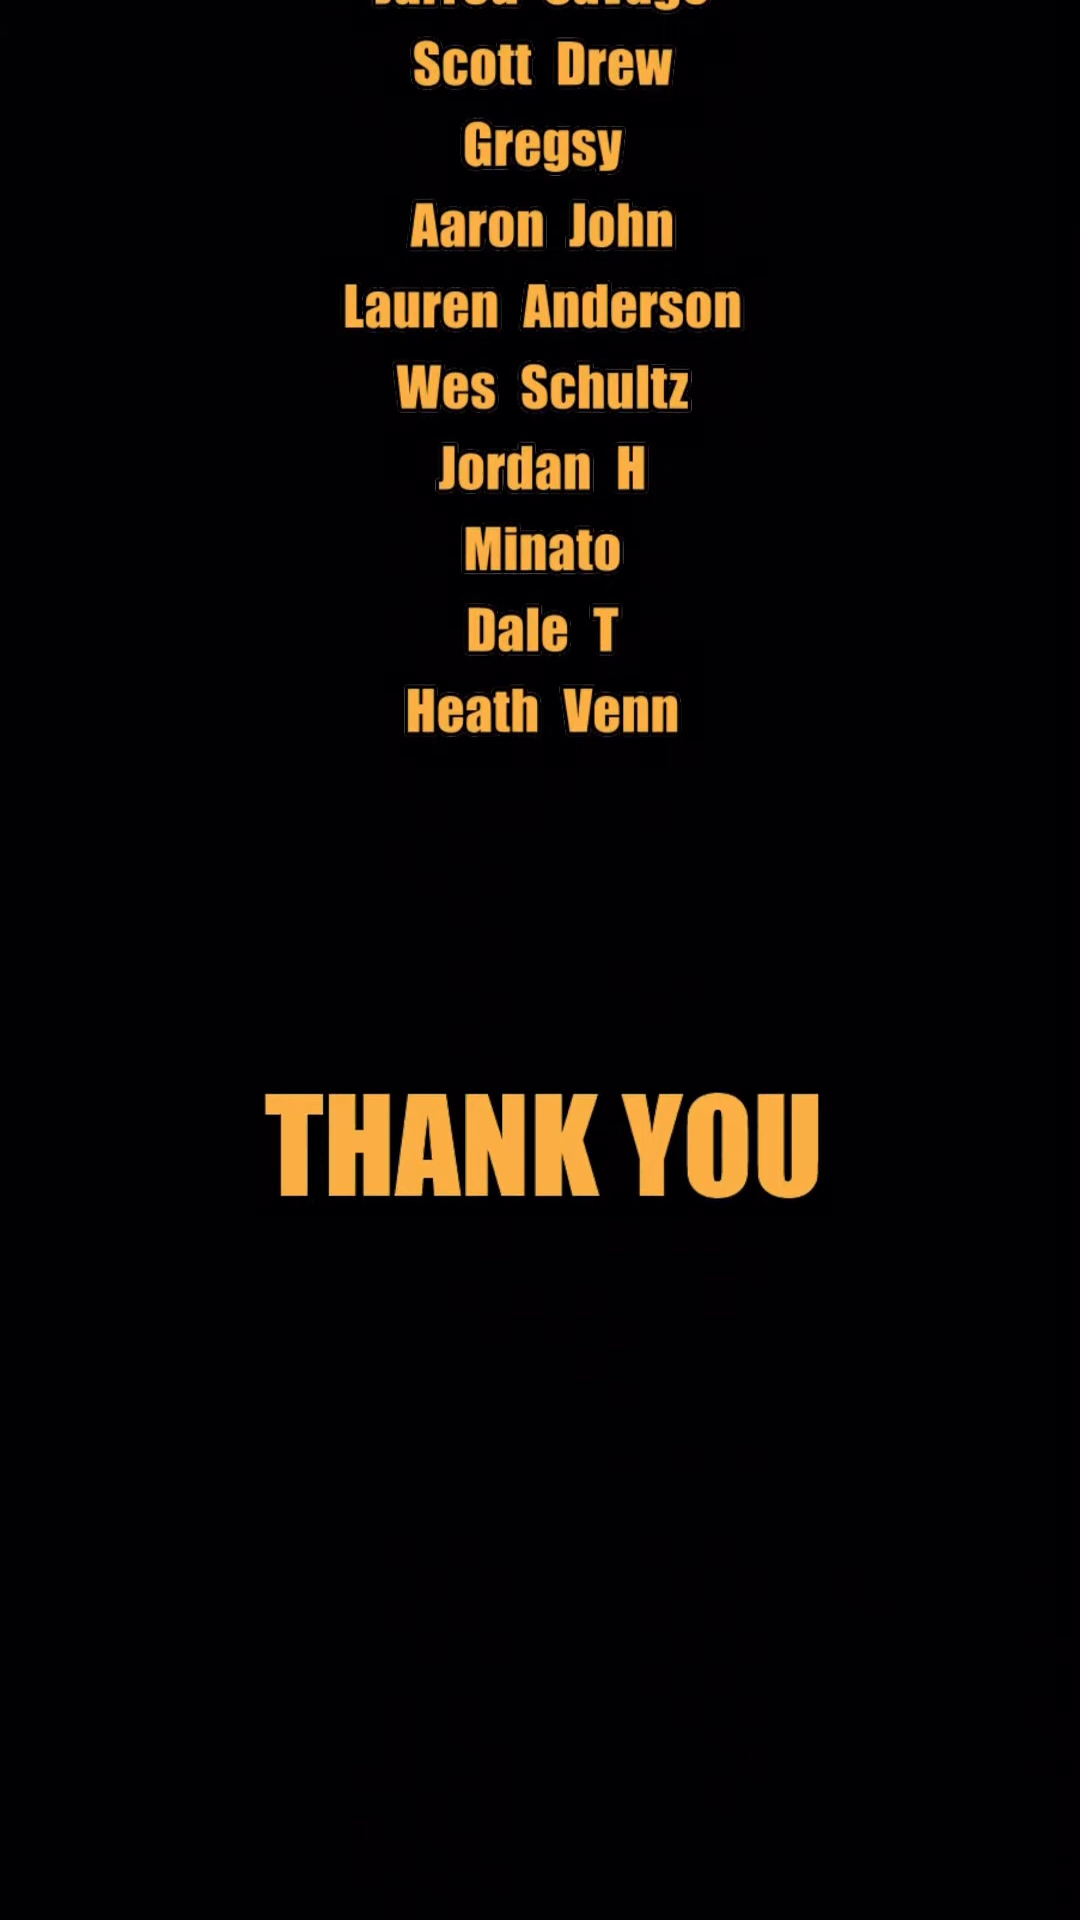 Scott Drew
Gregsy
Aaron John
Lauren Anderson
Wes Schultz
Jordan H
Minato
Dale T
Heath Venn
THANK YOU